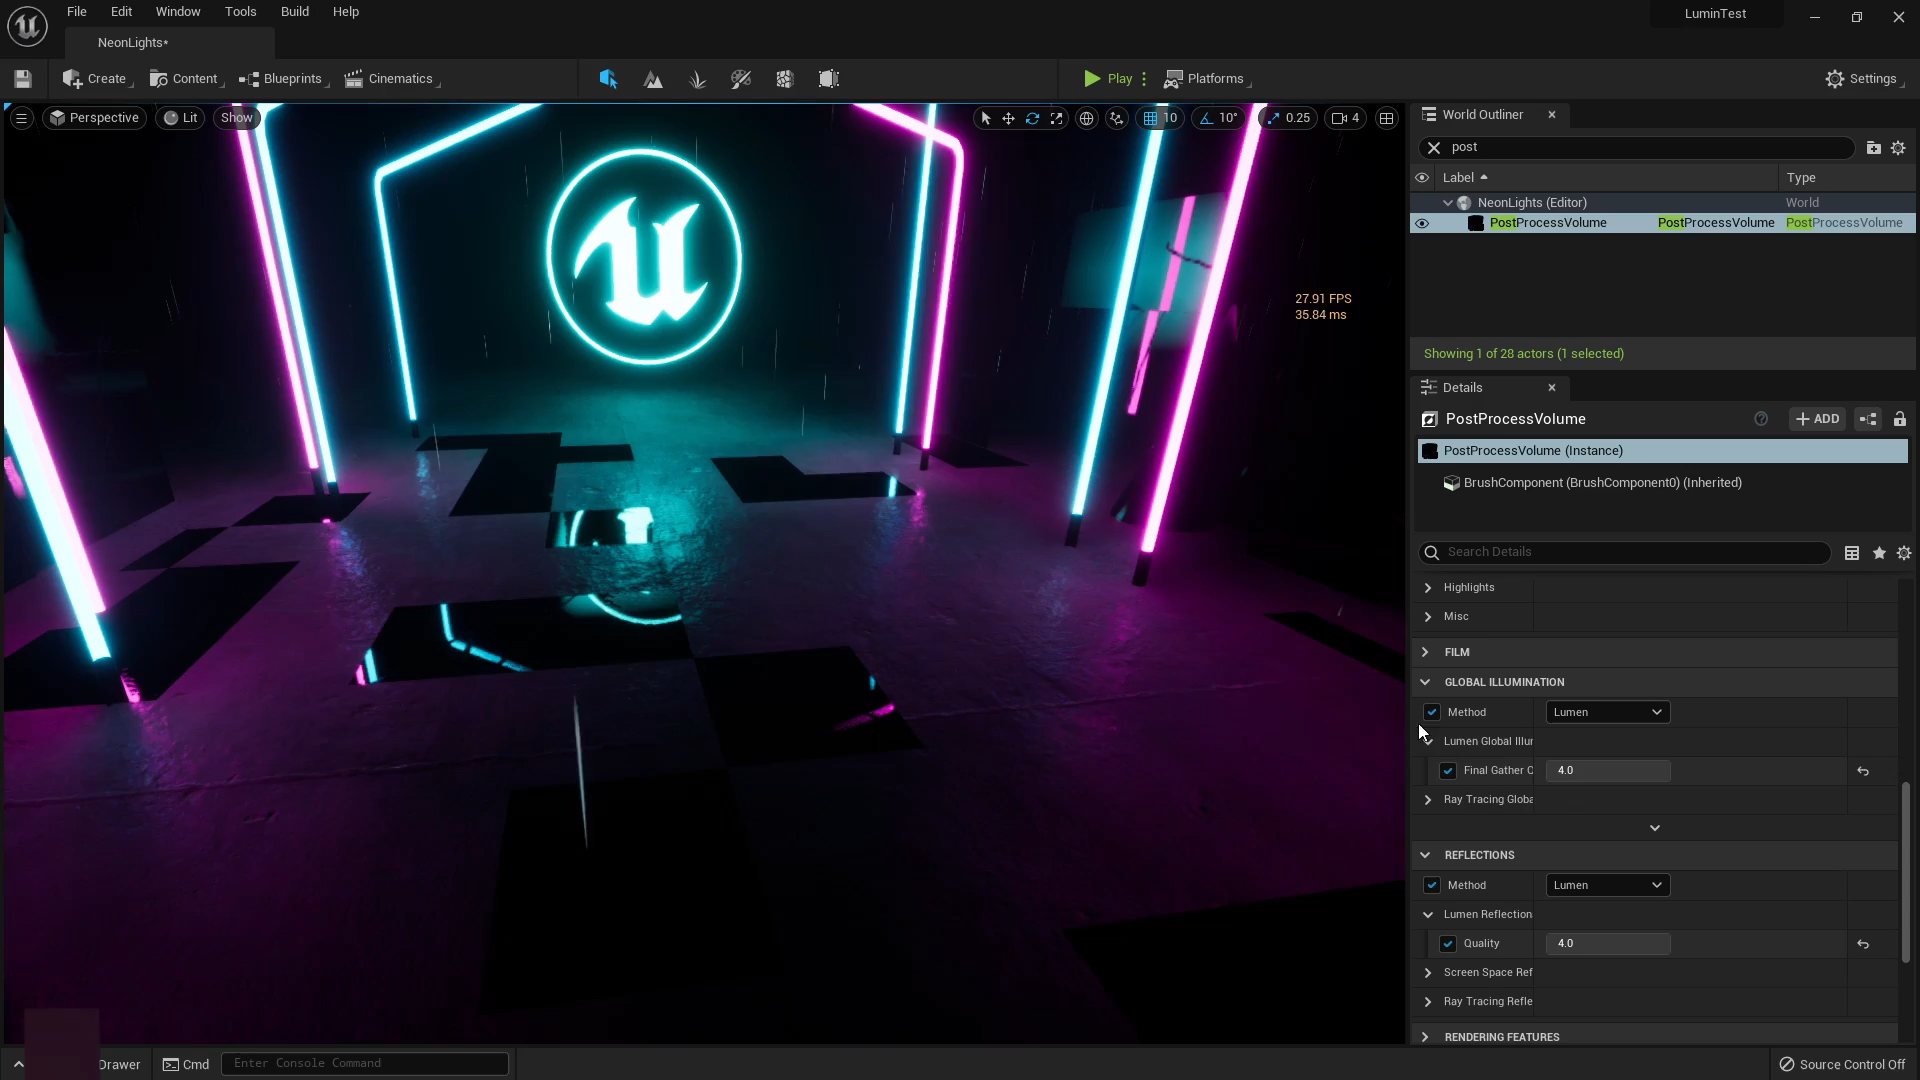 File Edit Window Tools Build Help
LuminTest
NeonLights*
Create Content Blueprints Cinematics Play Platforms Settings
Perspective Lit Show 10 10° 0.25 4
World Outliner
post
Label Type
NeonLights (Editor) World
PostProcessVolume PostProcessVolume PostProcessVolume
27.91 FPS
35.84 ms
Showing 1 of 28 actors (1 selected)
Details
PostProcessVolume ADD
PostProcessVolume (Instance)
BrushComponent (BrushComponent0) (Inherited)
Search Details
Highlights
Misc
FILM
GLOBAL ILLUMINATION
Method Lumen
Lumen Global Illur
Final Gather Q 4.0
Ray Tracing Globa
REFLECTIONS
Method Lumen
Lumen Reflection
Quality 4.0
Screen Space Ref
Ray Tracing Refle
RENDERING FEATURES
Drawer Cmd Enter Console Command Source Control Off